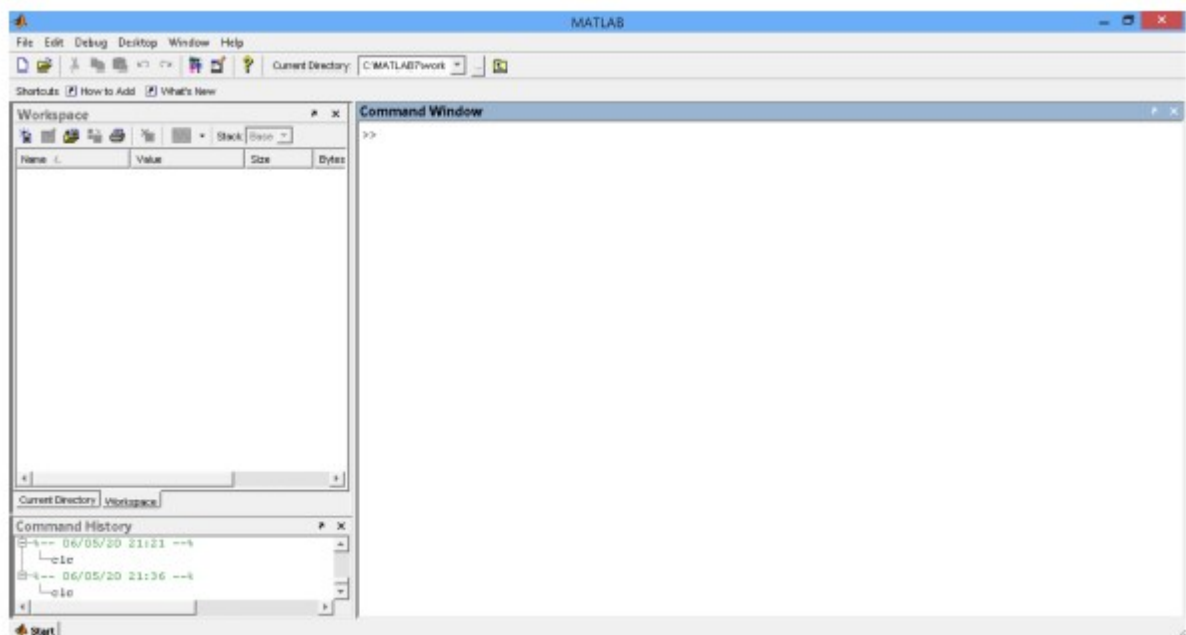 MATLAB
File Edit Debug Desktop Window Help
Current Directory: C:\MATLAB7\work
Shortcuts How to Add What's New
Workspace
Stack: Base
Name Value Size Bytes
Current Directory Workspace
Command History
%-- 06/05/20 21:21 --%
clc
%-- 06/05/20 21:36 --%
clc
Start
Command Window
>>